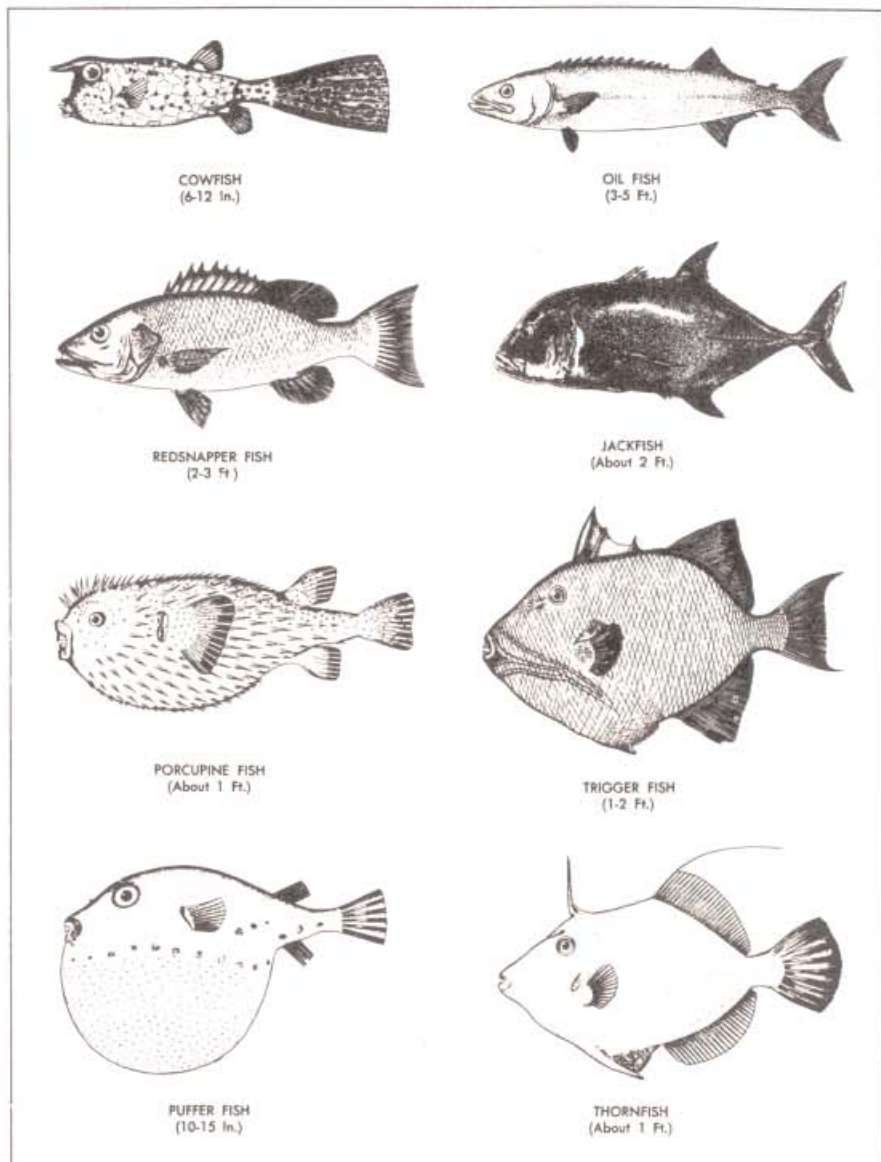 COWFISH
(6-12 In.)
OIL FISH
(3-5 Ft.)
REDSNAPPER FISH
(2-3 Ft.)
JACKFISH
(About 2 Ft.)
PORCUPINE FISH
(About 1 Ft.)
TRIGGER FISH
(1-2 Ft.)
PUFFER FISH
(10-15 In.)
THORNFISH
(About 1 Ft.)